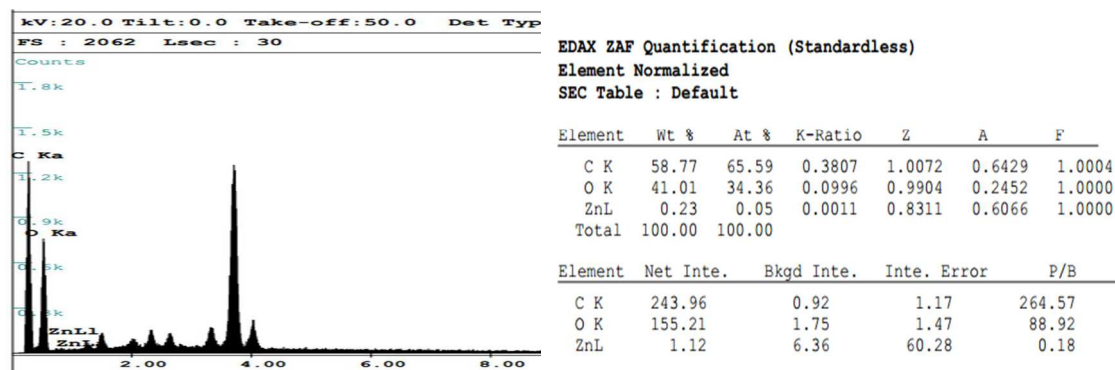 kV:20.0 Tilt:0.0 Take-off:50.0 Det Typ
FS : 2062 Lsec : 30
Counts
1.8k
1.5k
C Ka
1.2k
0.9k
O Ka
0.6k
0.3k
ZnLl
ZnL
2.00 4.00 6.00 8.00
EDAX ZAF Quantification (Standardless)
Element Normalized
SEC Table : Default
Element Wt % At % K-Ratio Z A F
C K 58.77 65.59 0.3807 1.0072 0.6429 1.0004
O K 41.01 34.36 0.0996 0.9904 0.2452 1.0000
ZnL 0.23 0.05 0.0011 0.8311 0.6066 1.0000
Total 100.00 100.00
Element Net Inte. Bkgd Inte. Inte. Error P/B
C K 243.96 0.92 1.17 264.57
O K 155.21 1.75 1.47 88.92
ZnL 1.12 6.36 60.28 0.18